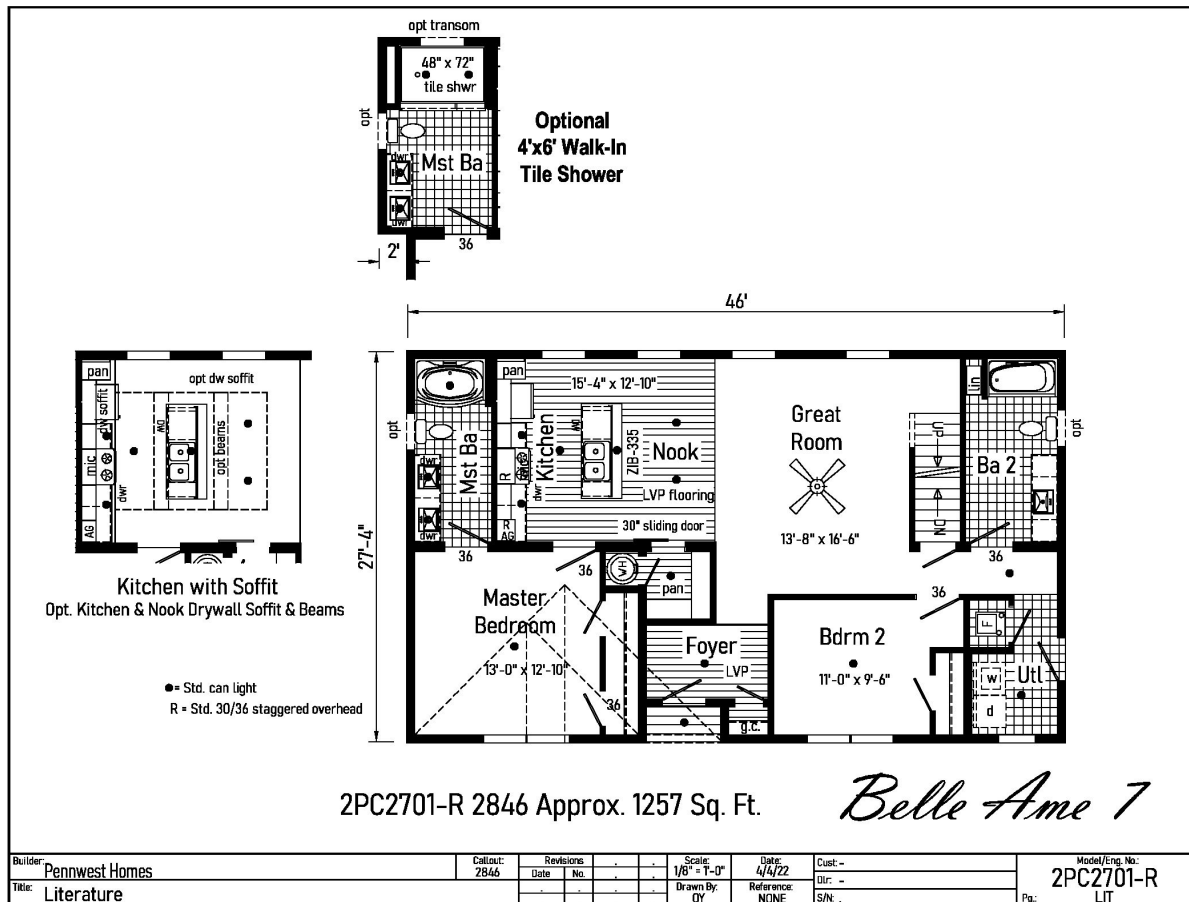 opt transom
48" x 72"
tile shwr
opt
dwr
Mst Ba
dwr
36
2'
Optional
4'x6' Walk-In
Tile Shower
46'
27'-4"
pan
opt dw soffit
dw soffit
DW
opt beams
mic
dwr
AG
Kitchen with Soffit
Opt. Kitchen & Nook Drywall Soffit & Beams
●= Std. can light
R = Std. 30/36 staggered overhead
opt
Mst Ba
dwr
dwr
36
pan
15'-4" x 12'-10"
Kitchen
DW
ZIB-335
Nook
R
dwr
LVP flooring
R
AG
30" sliding door
Great
Room
13'-8" x 16'-6"
UP
DN
lin
Ba 2
opt
36
36
WH
pan
Master
Bedroom
13'-0" x 12'-10"
36
Foyer
LVP
g.c.
Bdrm 2
11'-0" x 9'-6"
36
F
Utl
w
d
2PC2701-R 2846 Approx. 1257 Sq. Ft.
Belle Ame 7
Builder: Pennwest Homes
Title: Literature
Callout: 2846
Revisions
Date No.
Scale: 1/8" = 1'-0"
Date: 4/4/22
Drawn By: OY
Reference: NONE
Cust: -
Dlr: -
S/N: .
Model/Eng. No.: 2PC2701-R
Pg.: LIT